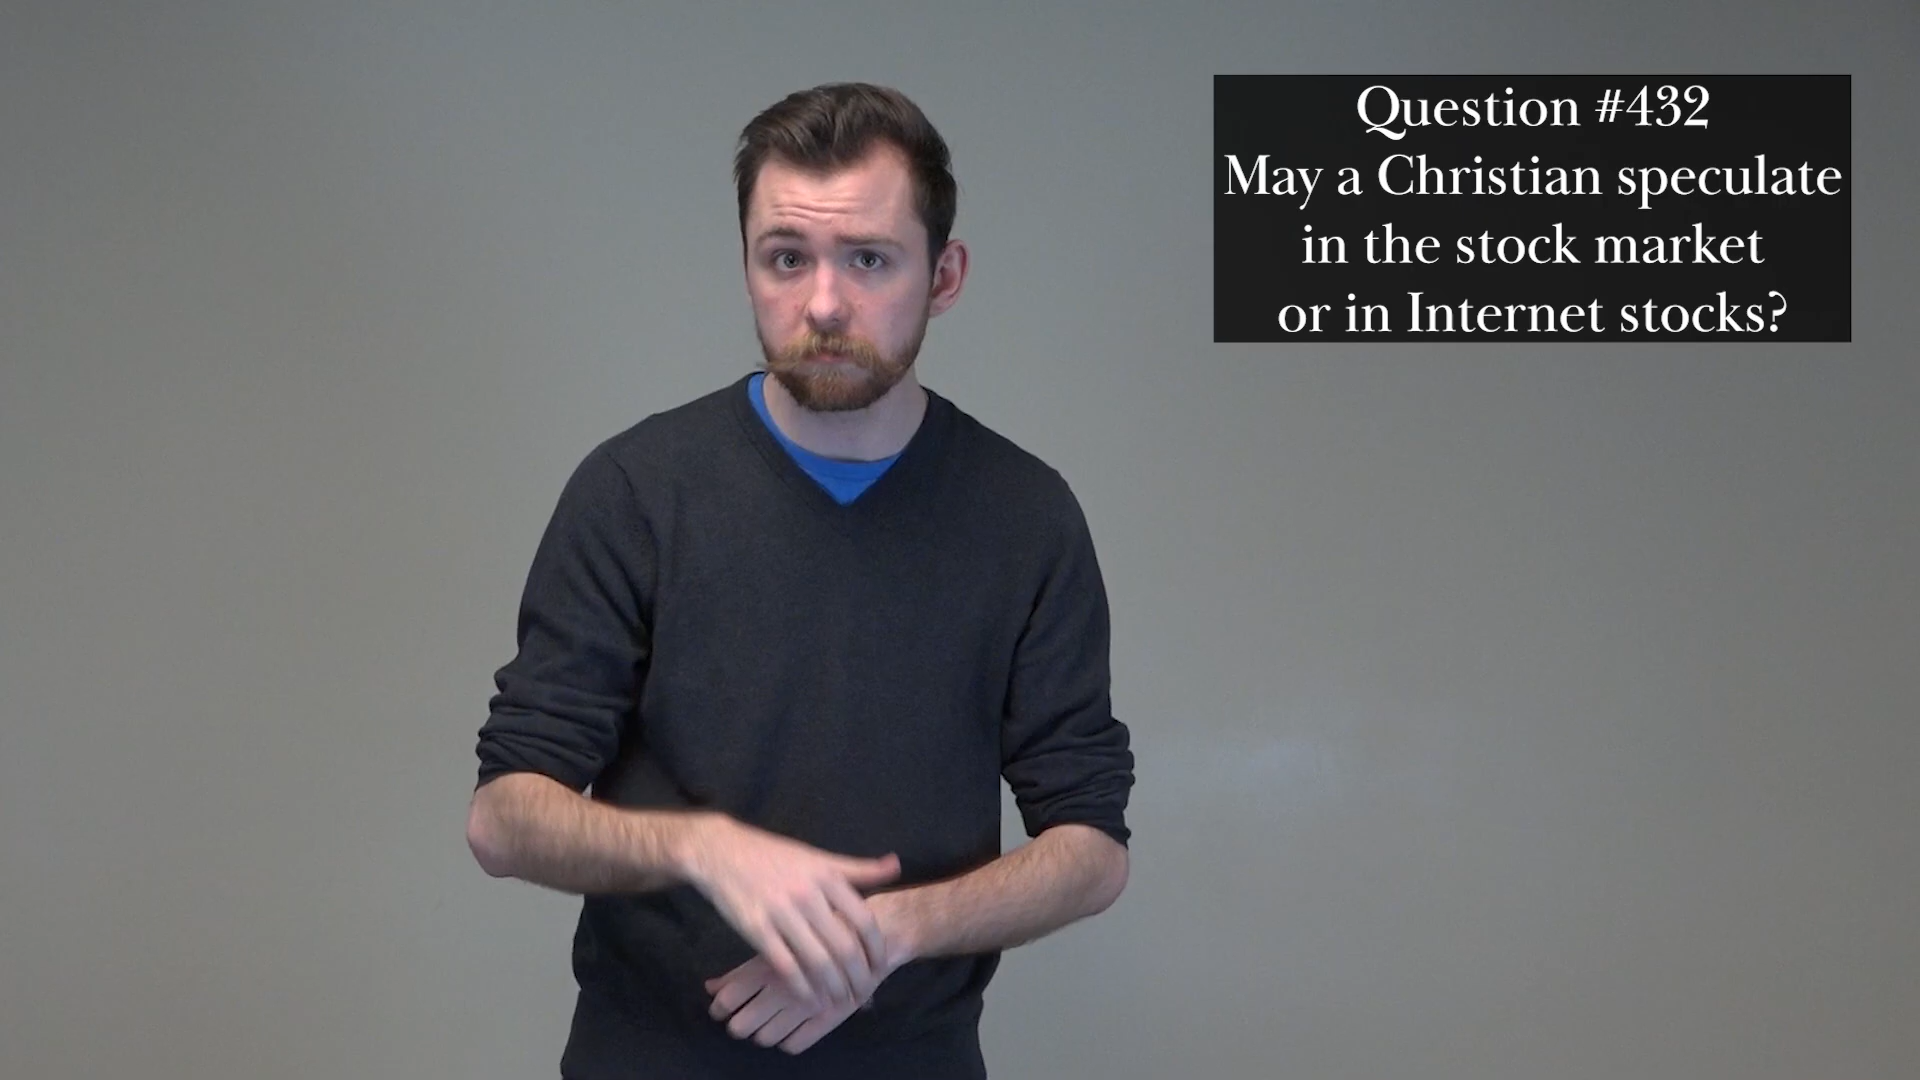 Question #432
May a Christian speculate
in the stock market
or in Internet stocks?